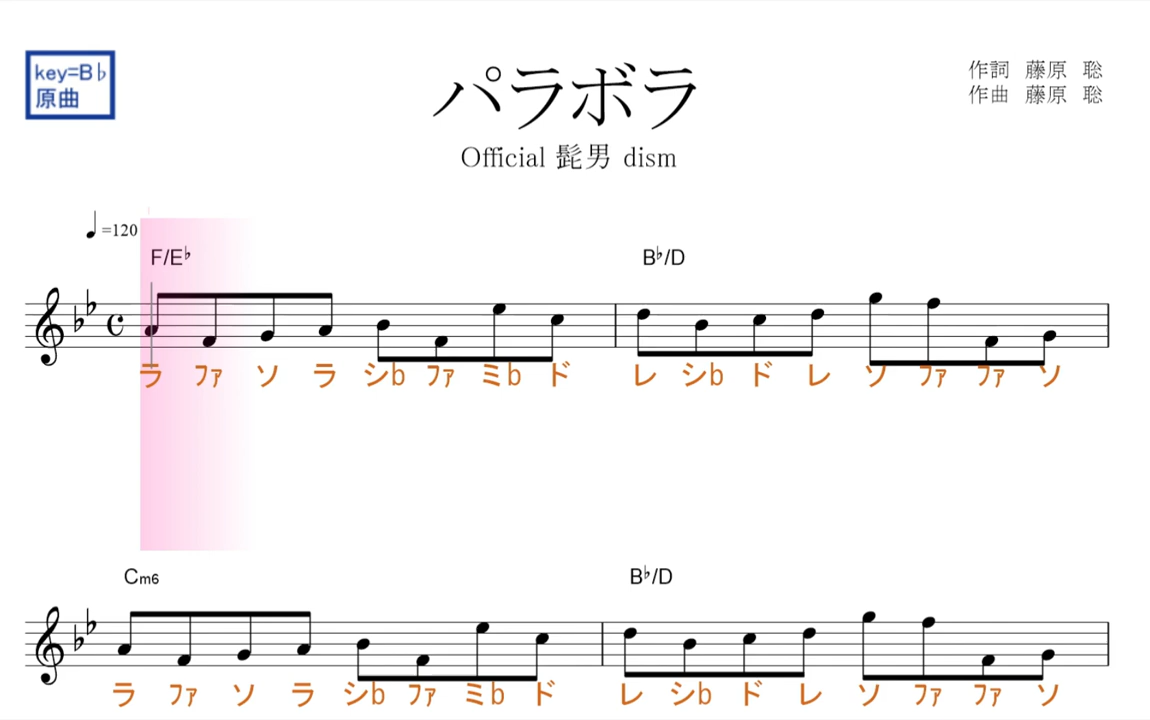 key=B♭
原曲
パラボラ
作詞 藤原 聡
作曲 藤原 聡
Official 髭男 dism
♩=120
F/E♭ B♭/D
ラ ファ ソ ラ シb ファ ミb ド レ シb ド レ ソ ファ ファ ソ
Cm6 B♭/D
ラ ファ ソ ラ シb ファ ミb ド レ シb ド レ ソ ファ ファ ソ